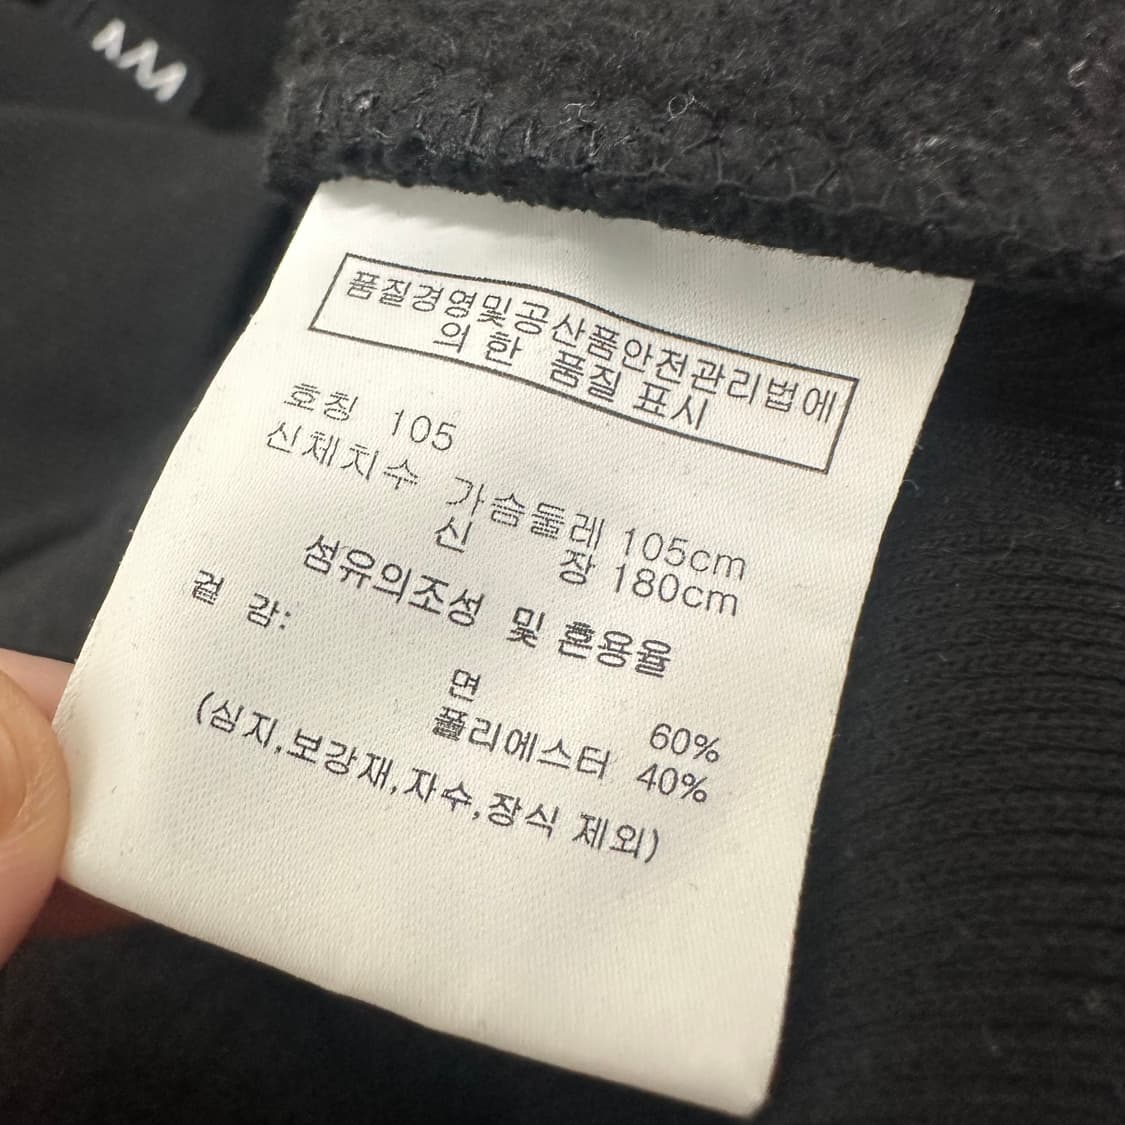 품질경영및공산품안전관리법에
의 한 품질 표시
호칭 105
신체치수 가슴둘레 105cm
신 장 180cm
섬유의조성 및 혼용율
겉 감:
면 60%
폴리에스터 40%
(심지,보강재,자수,장식 제외)